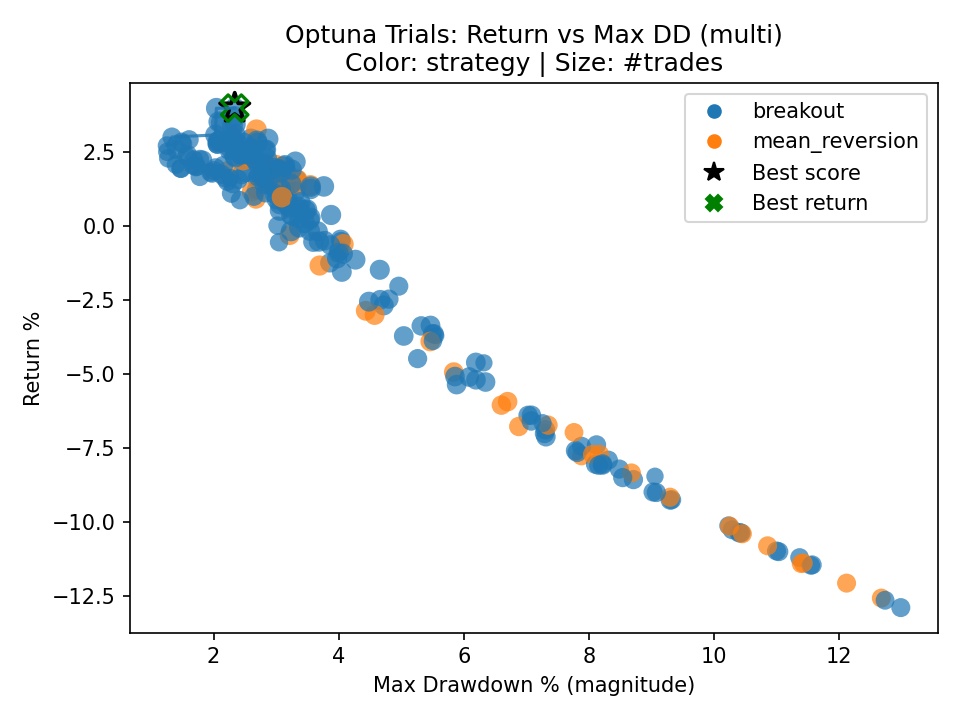 Optuna Trials: Return vs Max DD (multi)
Color: strategy | Size: #trades
breakout
mean_reversion
Best score
Best return
Return %
2.5
0.0
−2.5
−5.0
−7.5
−10.0
−12.5
2
4
6
8
10
12
Max Drawdown % (magnitude)